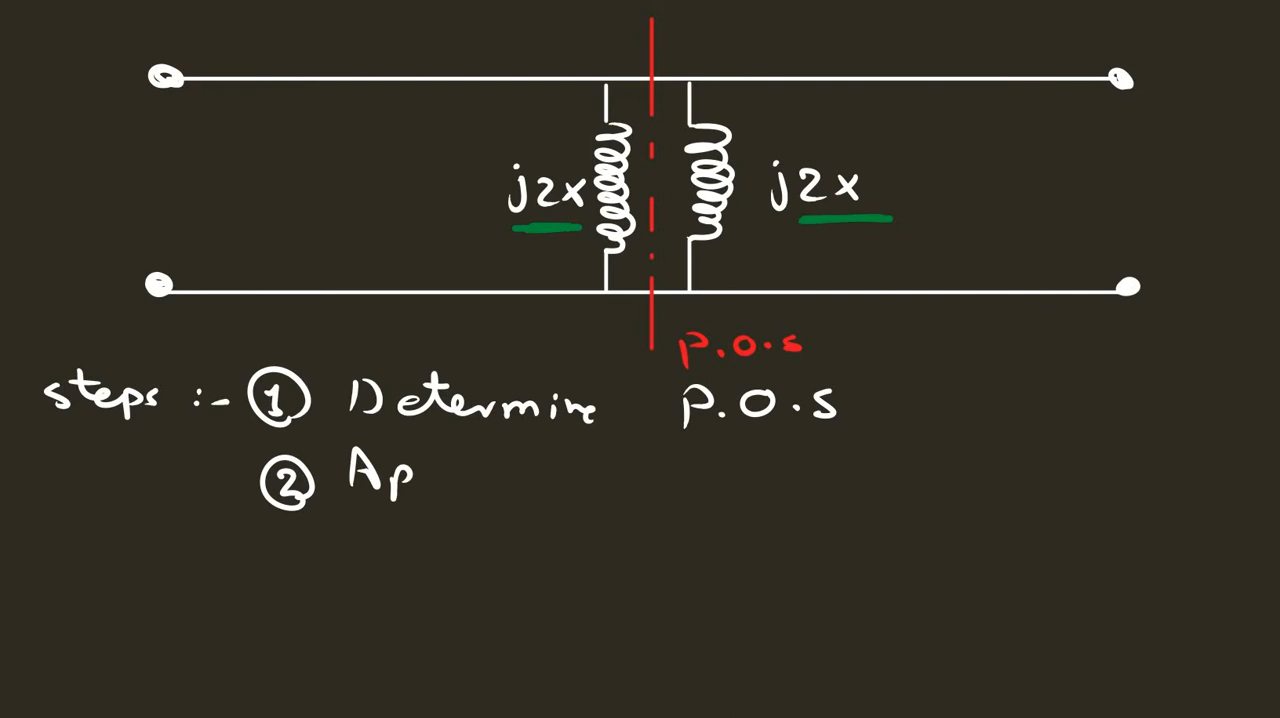 j2x j2x
P.O.S
steps :- ① Determine P.O.S
② Ap